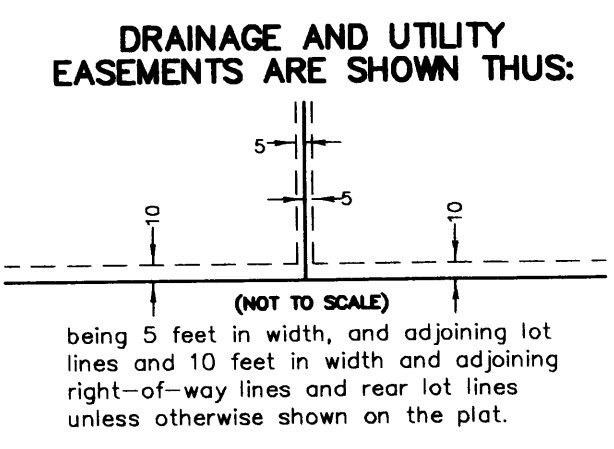 DRAINAGE AND UTILITY
EASEMENTS ARE SHOWN THUS:
5
5
10
10
(NOT TO SCALE)
being 5 feet in width, and adjoining lot
lines and 10 feet in width and adjoining
right-of-way lines and rear lot lines
unless otherwise shown on the plat.